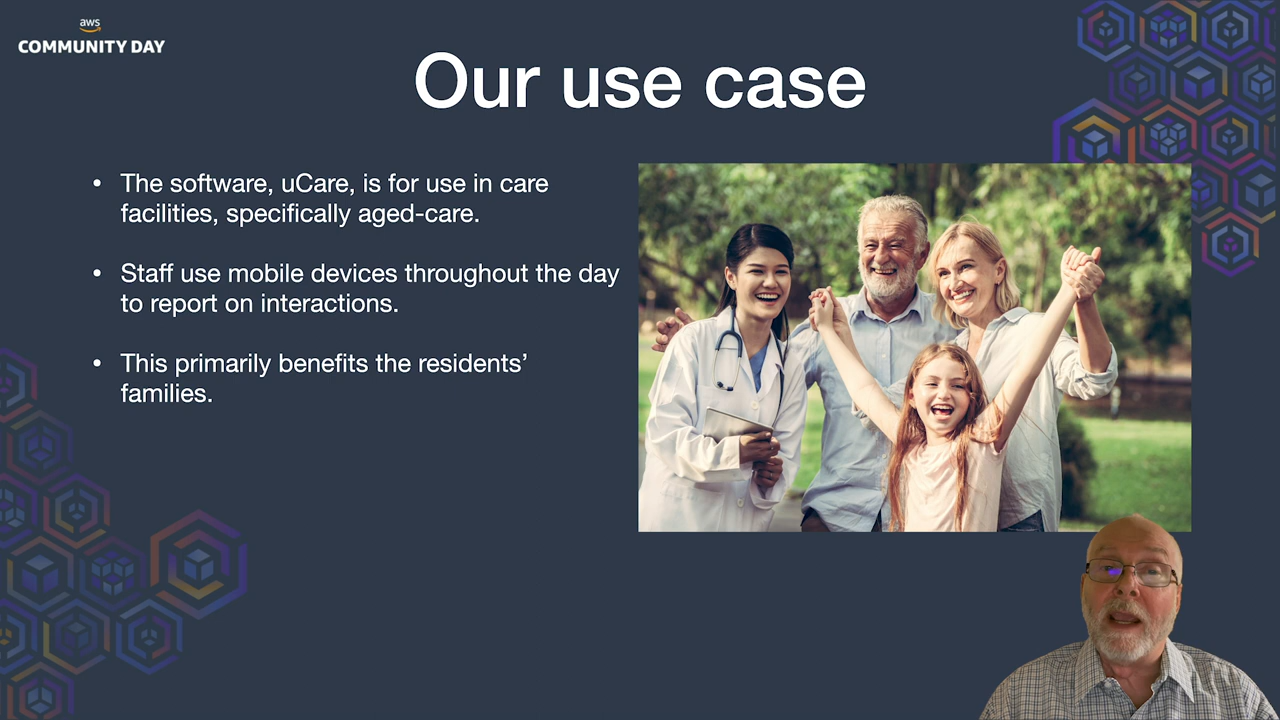 aws
COMMUNITY DAY
Our use case
• The software, uCare, is for use in care
facilities, specifically aged-care.
• Staff use mobile devices throughout the day
to report on interactions.
• This primarily benefits the residents’
families.